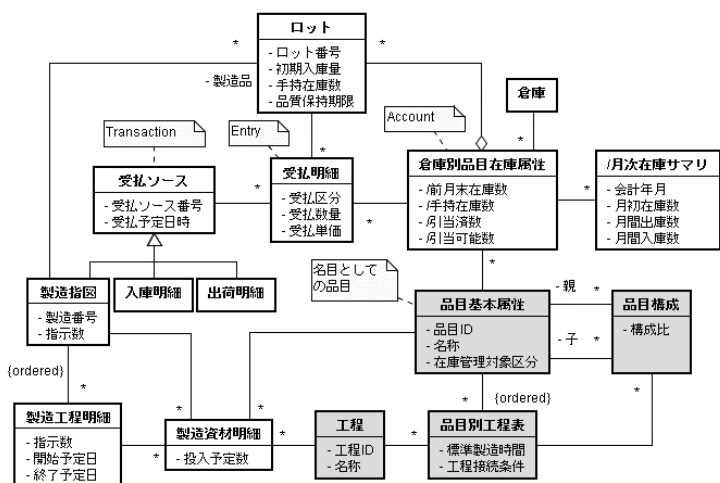 ロット
- ロット番号
- 初期入庫量
- 手持在庫数
- 品質保持期限
*
*
- 製造品
*
倉庫
Transaction
Entry
Account
*
*
受払ソース
- 受払ソース番号
- 受払予定日時
*
受払明細
- 受払区分
- 受払数量
- 受払単価
*
倉庫別品目在庫属性
- /前月末在庫数
- /手持在庫数
- /引当済数
- /引当可能数
*
/月次在庫サマリ
- 会計年月
- 月初在庫数
- 月間出庫数
- 月間入庫数
*
製造指図
- 製造番号
- 指示数
入庫明細
出荷明細
名目として
の品目
品目基本属性
- 品目ID
- 名称
- 在庫管理対象区分
- 親
*
- 子
*
品目構成
- 構成比
{ordered}
*
*
*
*
{ordered}
*
製造工程明細
- 指示数
- 開始予定日
- 終了予定日
*
製造資材明細
- 投入予定数
*
工程
- 工程ID
- 名称
*
品目別工程表
- 標準製造時間
- 工程接続条件